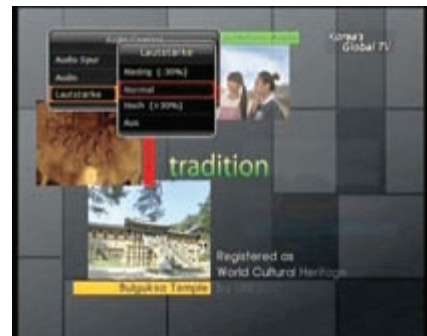 Korea's
Global TV
Lautstärke
Audio Spur
Audio
Lautstärke
Niedrig (-30%)
Normal
Hoch (+30%)
Aus
tradition
Registered as
World Cultural Heritage
Bulguksa Temple